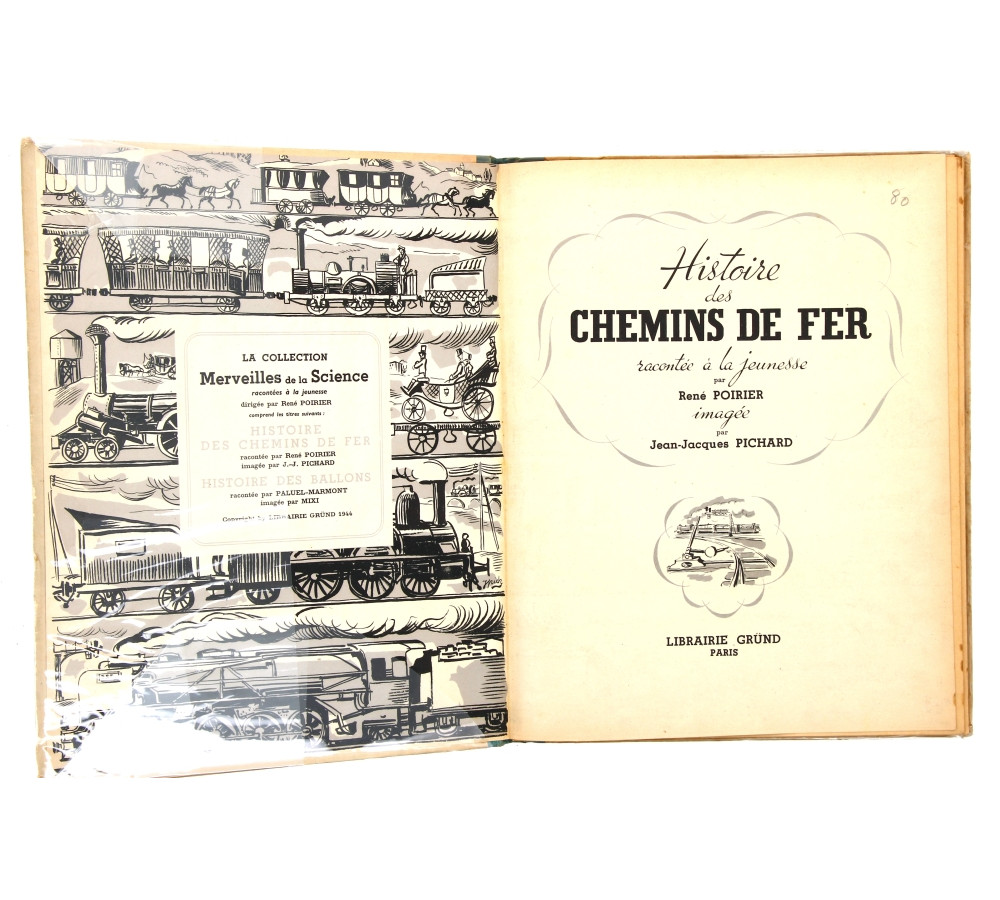 LA COLLECTION
Merveilles de la Science
racontées à la jeunesse
dirigée par René POIRIER
comprend les titres suivants :
HISTOIRE
DES CHEMINS DE FER
racontée par René POIRIER
imagée par J.-J. PICHARD
HISTOIRE DES BALLONS
racontée par PALUEL-MARMONT
imagée par MIXI
Copyright by LIBRAIRIE GRÜND 1944
80
Histoire
des
CHEMINS DE FER
racontée à la jeunesse
par
René POIRIER
imagée
par
Jean-Jacques PICHARD
LIBRAIRIE GRÜND
PARIS